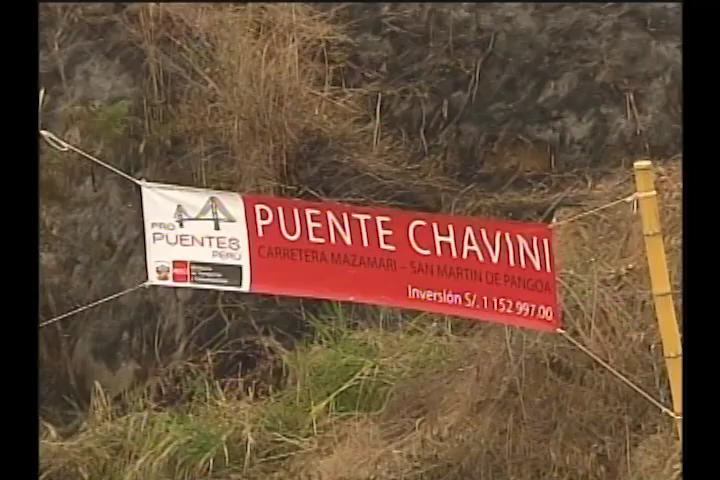 PRO
PUENTES
PERÚ
PUENTE CHAVINI
CARRETERA MAZAMARI - SAN MARTIN DE PANGOA
Inversión S/. 1 152 997.00